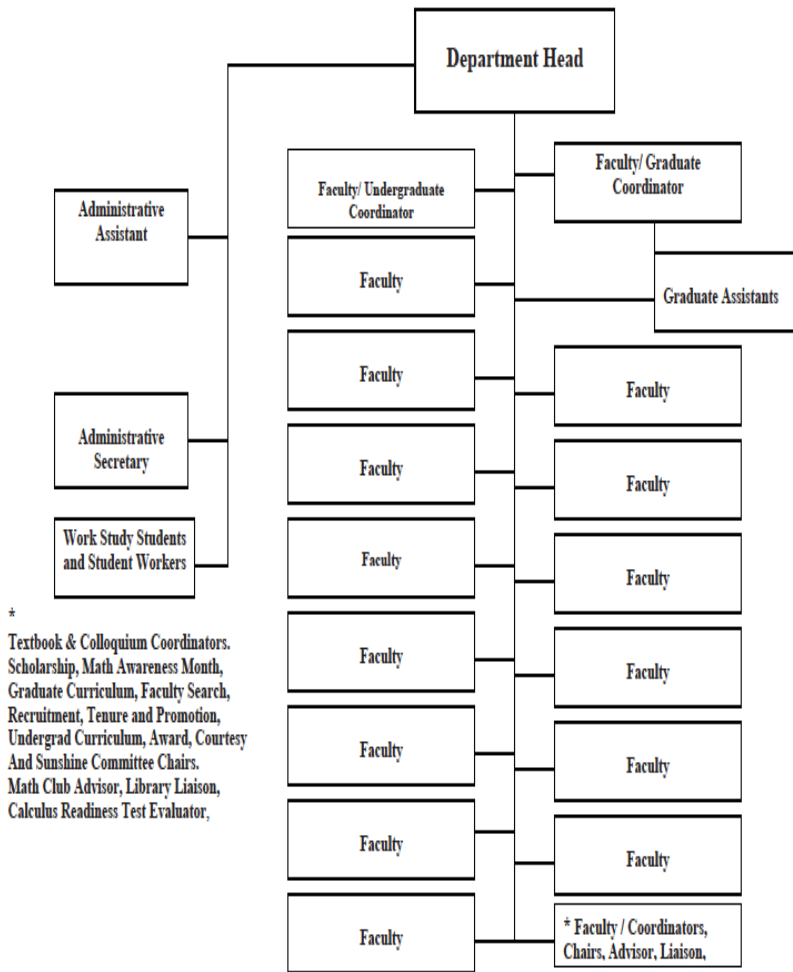 Department Head
Faculty/ Undergraduate
Coordinator
Faculty/ Graduate
Coordinator
Administrative
Assistant
Faculty
Graduate Assistants
Faculty
Faculty
Administrative
Secretary
Faculty
Faculty
Work Study Students
and Student Workers
Faculty
Faculty
*
Textbook & Colloquium Coordinators.
Scholarship, Math Awareness Month,
Graduate Curriculum, Faculty Search,
Recruitment, Tenure and Promotion,
Undergrad Curriculum, Award, Courtesy
And Sunshine Committee Chairs.
Math Club Advisor, Library Liaison,
Calculus Readiness Test Evaluator,
Faculty
Faculty
Faculty
Faculty
Faculty
Faculty
Faculty
* Faculty / Coordinators,
Chairs, Advisor, Liaison,